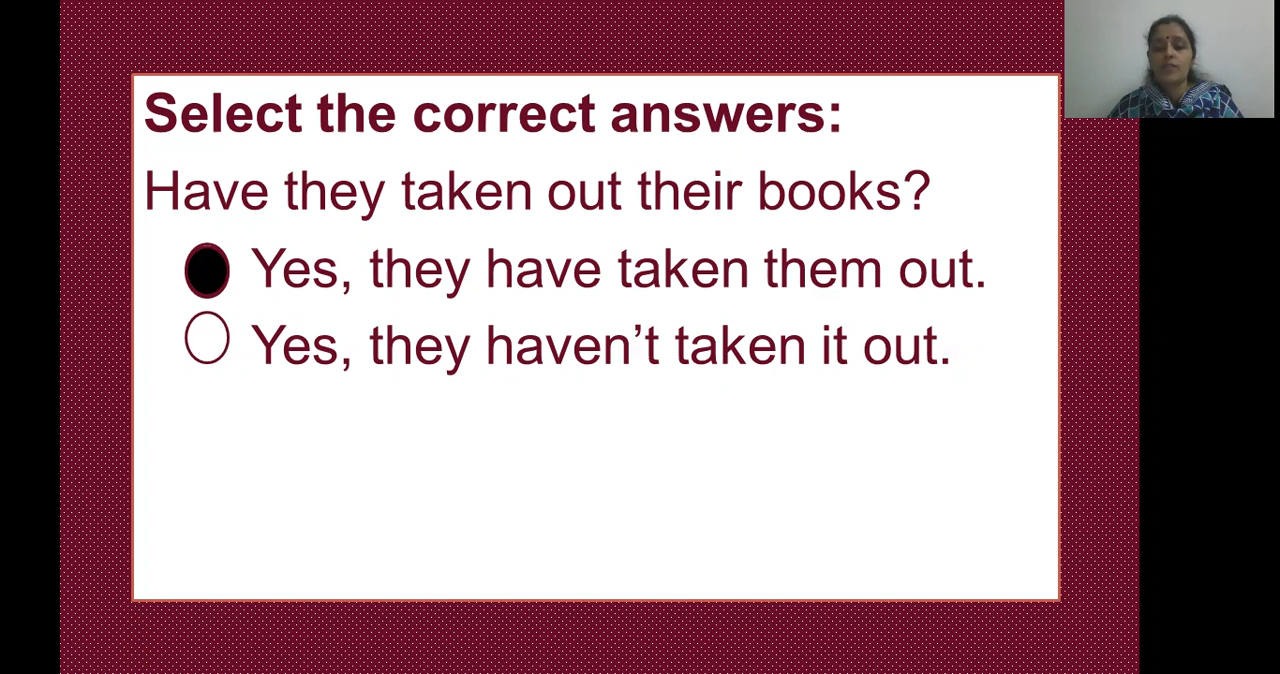 Select the correct answers:
Have they taken out their books?
Yes, they have taken them out.
Yes, they haven’t taken it out.